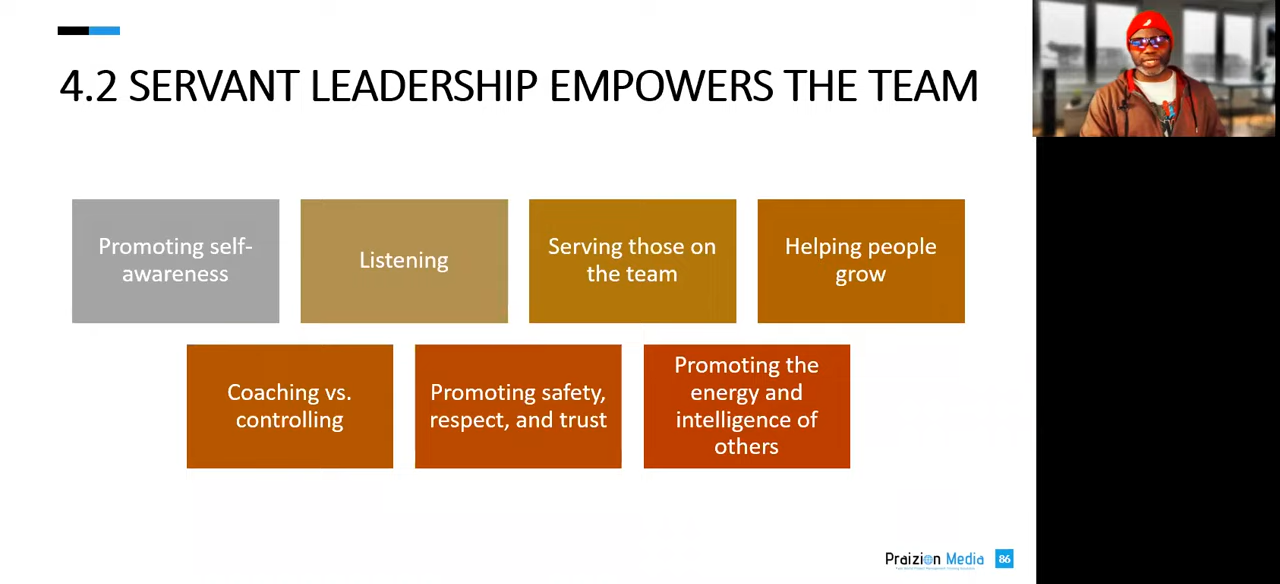 4.2 SERVANT LEADERSHIP EMPOWERS THE TEAM
Promoting self-
awareness
Listening
Serving those on
the team
Helping people
grow
Coaching vs.
controlling
Promoting safety,
respect, and trust
Promoting the
energy and
intelligence of
others
Praizion Media
86